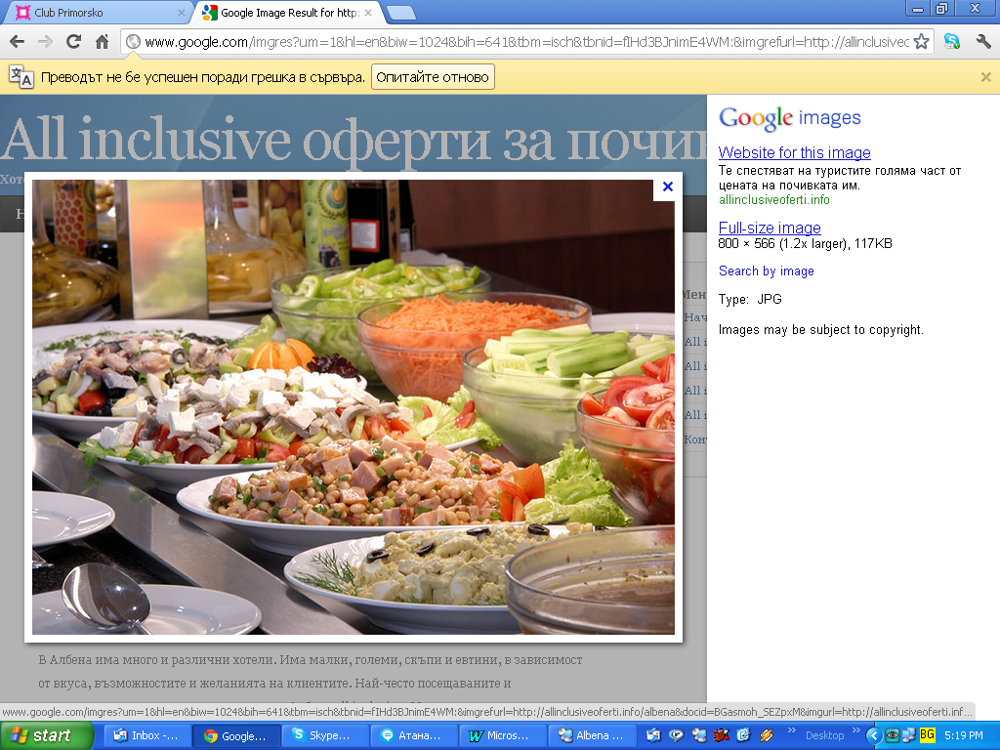 Club Primorsko
Google Image Result for http:
www.google.com/imgres?um=1&hl=en&biw=1024&bih=641&tbm=isch&tbnid=fIHd3BJnimE4WM:&imgrefurl=http://allinclusivec
Преводът не бе успешен поради грешка в сървъра.
Опитайте отново
All inclusive оферти за почив
Хоте
Н
Google images
Website for this image
Те спестяват на туристите голяма част от
цената на почивката им.
allinclusiveoferti.info
Full-size image
800 × 566 (1.2x larger), 117KB
Search by image
Type: JPG
Images may be subject to copyright.
Мен
Нач
All i
All i
All i
All i
Кон
В Албена има много и различни хотели. Има малки, големи, скъпи и евтини, в зависимост
от вкуса, възможностите и желанията на клиентите. Най-често посещаваните и
www.google.com/imgres?um=1&hl=en&biw=1024&bih=641&tbm=isch&tbnid=fIHd3BJnimE4WM:&imgrefurl=http://allinclusiveoferti.info/albena&docid=BGasmoh_SEZpxM&imgurl=http://allinclusiveoferti.inf...
start
Inbox -...
Google...
Skype...
Атана...
Micros...
Albena ...
Desktop
BG
5:19 PM